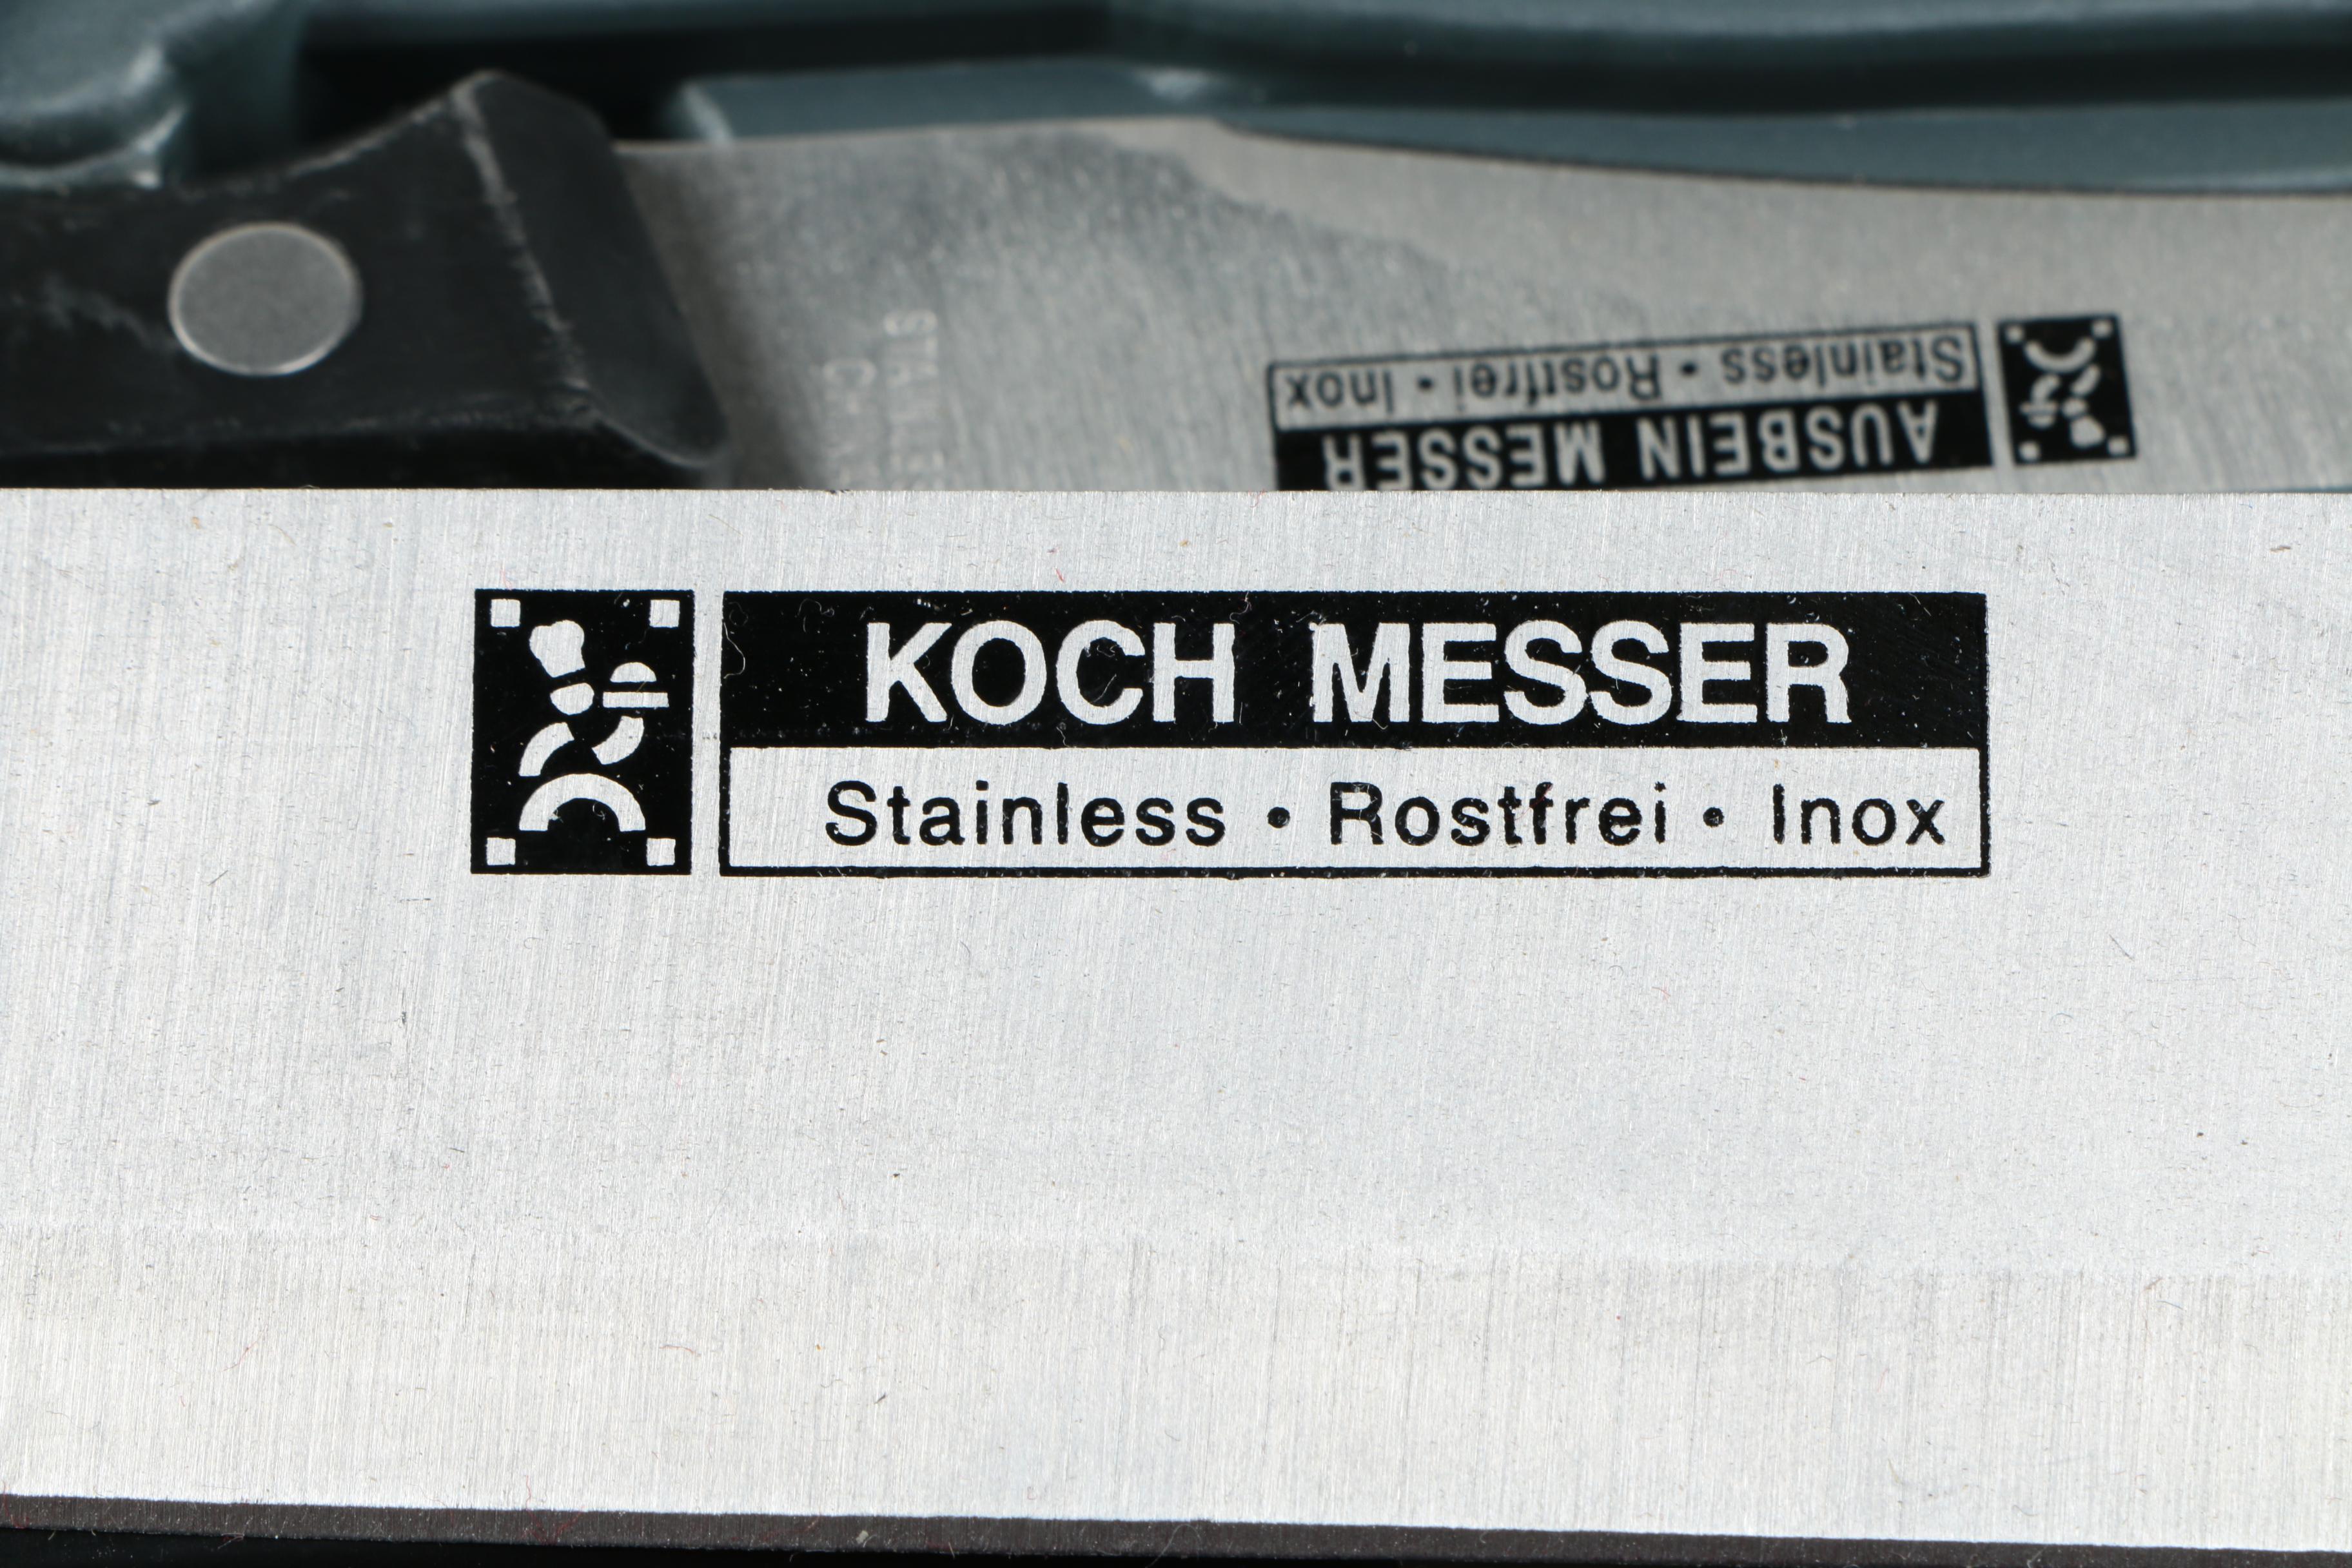 Stainless • Rostfrei • Inox
AUSBEIN MESSER
KOCH MESSER
Stainless • Rostfrei • Inox